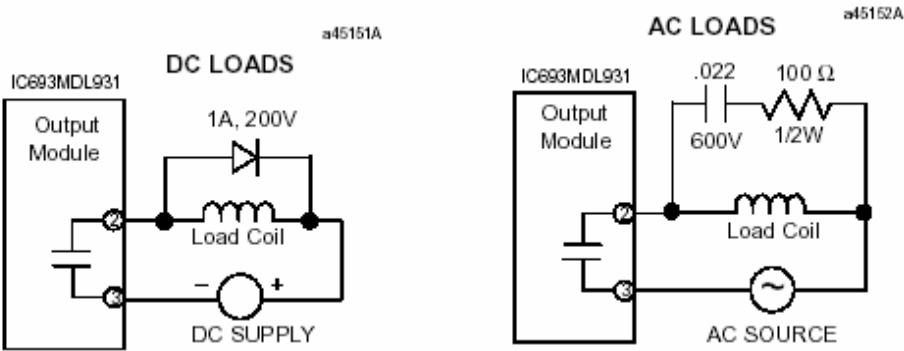 a45151A
DC LOADS
IC693MDL931
Output
Module
1A, 200V
2
Load Coil
3
– +
DC SUPPLY
a45152A
AC LOADS
IC693MDL931
Output
Module
.022
100 Ω
600V
1/2W
2
Load Coil
3
~
AC SOURCE